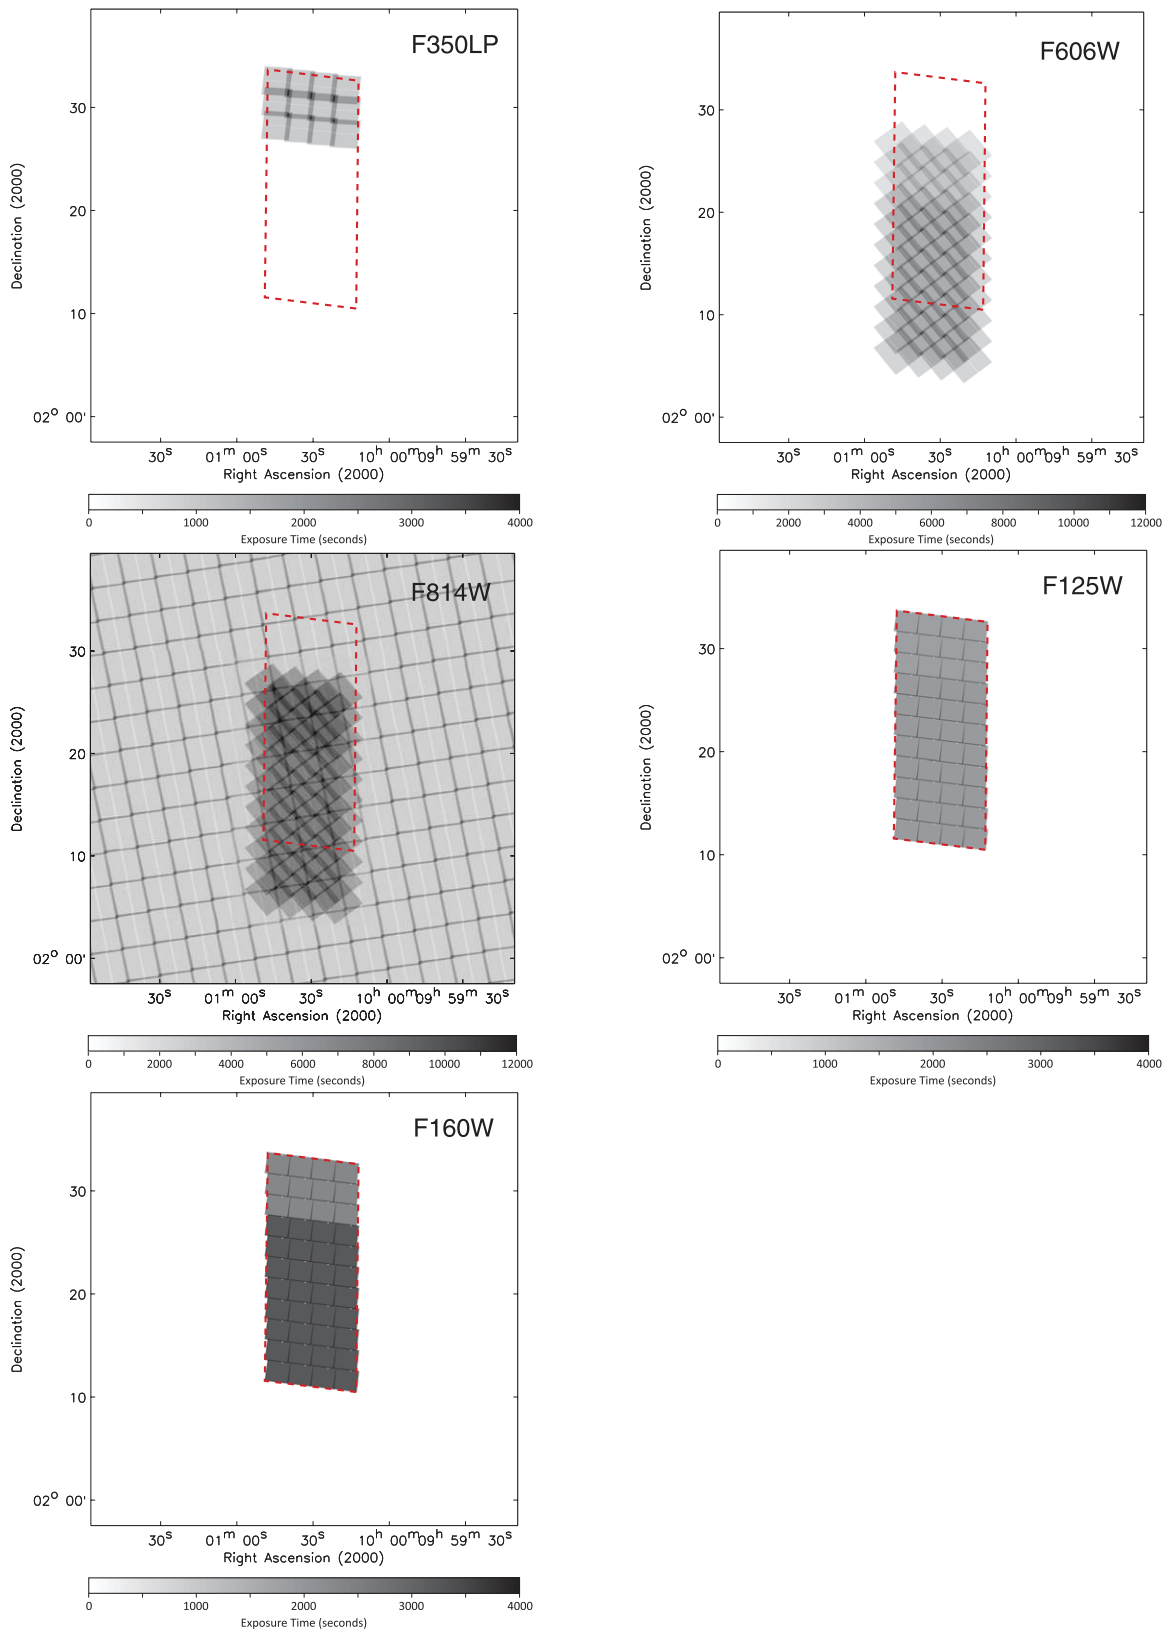 F350LP
Declination (2000)
30
20
10
02° 00'
30s 01m 00s 30s 10h 00m 09h 59m 30s
Right Ascension (2000)
0 1000 2000 3000 4000
Exposure Time (seconds)
F606W
Declination (2000)
30
20
10
02° 00'
30s 01m 00s 30s 10h 00m 09h 59m 30s
Right Ascension (2000)
0 2000 4000 6000 8000 10000 12000
Exposure Time (seconds)
F814W
Declination (2000)
30
20
10
02° 00'
30s 01m 00s 30s 10h 00m 09h 59m 30s
Right Ascension (2000)
0 2000 4000 6000 8000 10000 12000
Exposure Time (seconds)
F125W
Declination (2000)
30
20
10
02° 00'
30s 01m 00s 30s 10h 00m 09h 59m 30s
Right Ascension (2000)
0 1000 2000 3000 4000
Exposure Time (seconds)
F160W
Declination (2000)
30
20
10
02° 00'
30s 01m 00s 30s 10h 00m 09h 59m 30s
Right Ascension (2000)
0 1000 2000 3000 4000
Exposure Time (seconds)